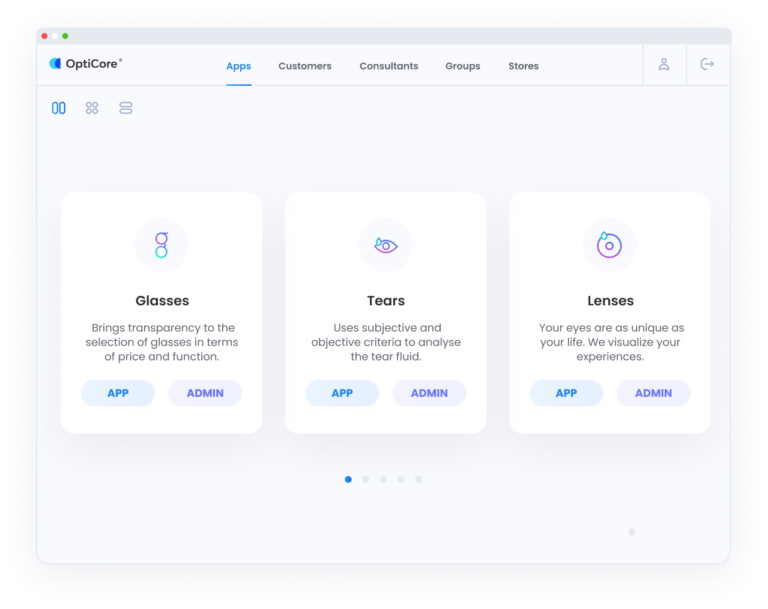 OptiCore®
Apps
Customers
Consultants
Groups
Stores
Glasses
Brings transparency to the
selection of glasses in terms
of price and function.
APP
ADMIN
Tears
Uses subjective and
objective criteria to analyse
the tear fluid.
APP
ADMIN
Lenses
Your eyes are as unique as
your life. We visualize your
experiences.
APP
ADMIN